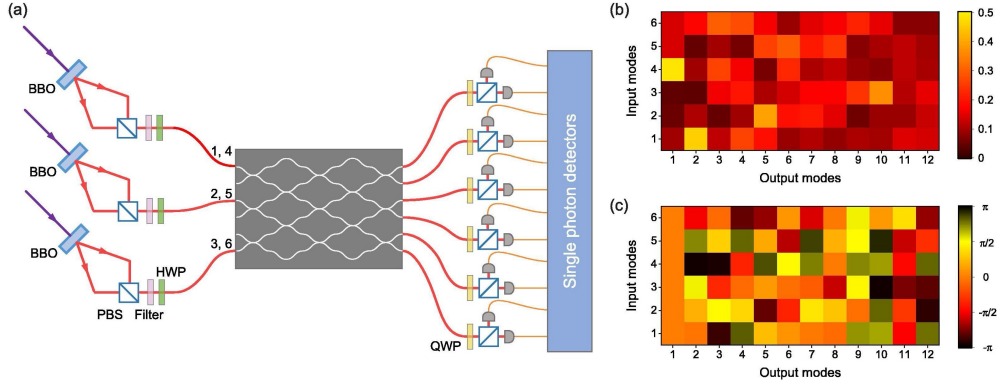 (a)
BBO
BBO
BBO
1, 4
2, 5
3, 6
HWP
PBS
Filter
QWP
Single photon detectors
(b)
Input modes
6
5
4
3
2
1
1 2 3 4 5 6 7 8 9 10 11 12
Output modes
0.5
0.4
0.3
0.2
0.1
0
(c)
Input modes
6
5
4
3
2
1
1 2 3 4 5 6 7 8 9 10 11 12
Output modes
π
π/2
0
-π/2
-π